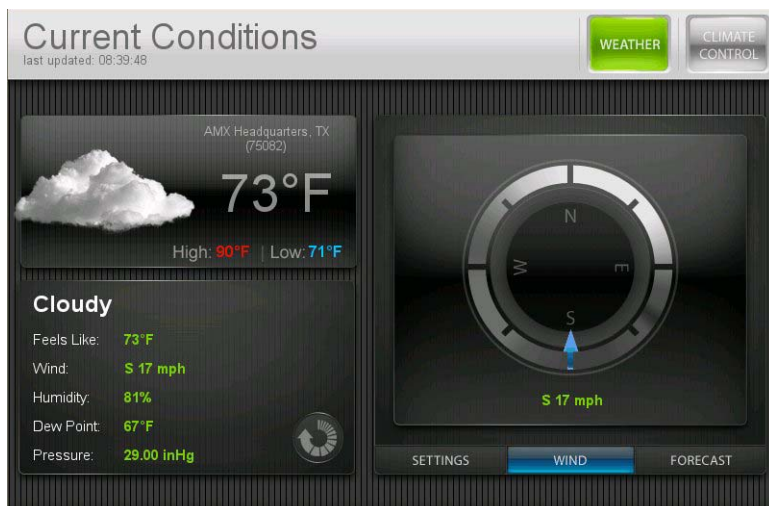 Current Conditions
last updated: 08:39:48
WEATHER
CLIMATE
CONTROL
AMX Headquarters, TX
(75082)
73°F
High: 90°F | Low: 71°F
Cloudy
Feels Like: 73°F
Wind: S 17 mph
Humidity: 81%
Dew Point: 67°F
Pressure: 29.00 inHg
N
W
E
S
S 17 mph
SETTINGS
WIND
FORECAST